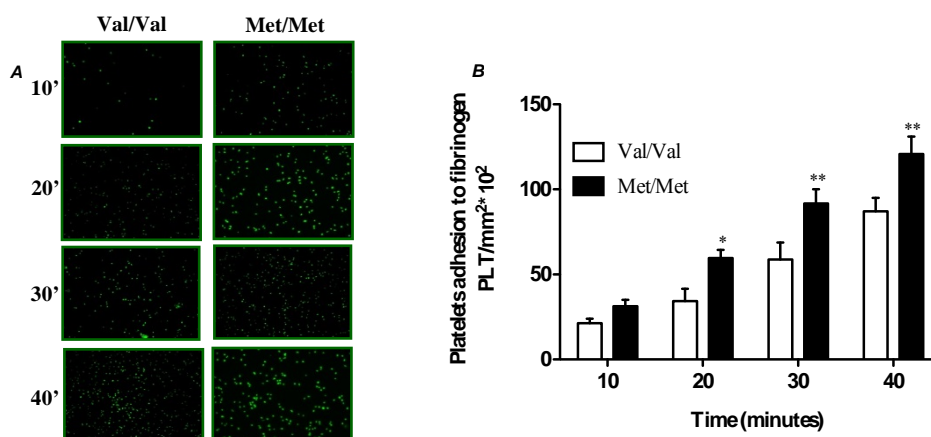 Val/Val Met/Met
A
10’
20’
30’
40’
B
Platelets adhesion to fibrinogen
PLT/mm²* 10²
150
100
50
0
Val/Val
Met/Met
*
**
**
10 20 30 40
Time (minutes)